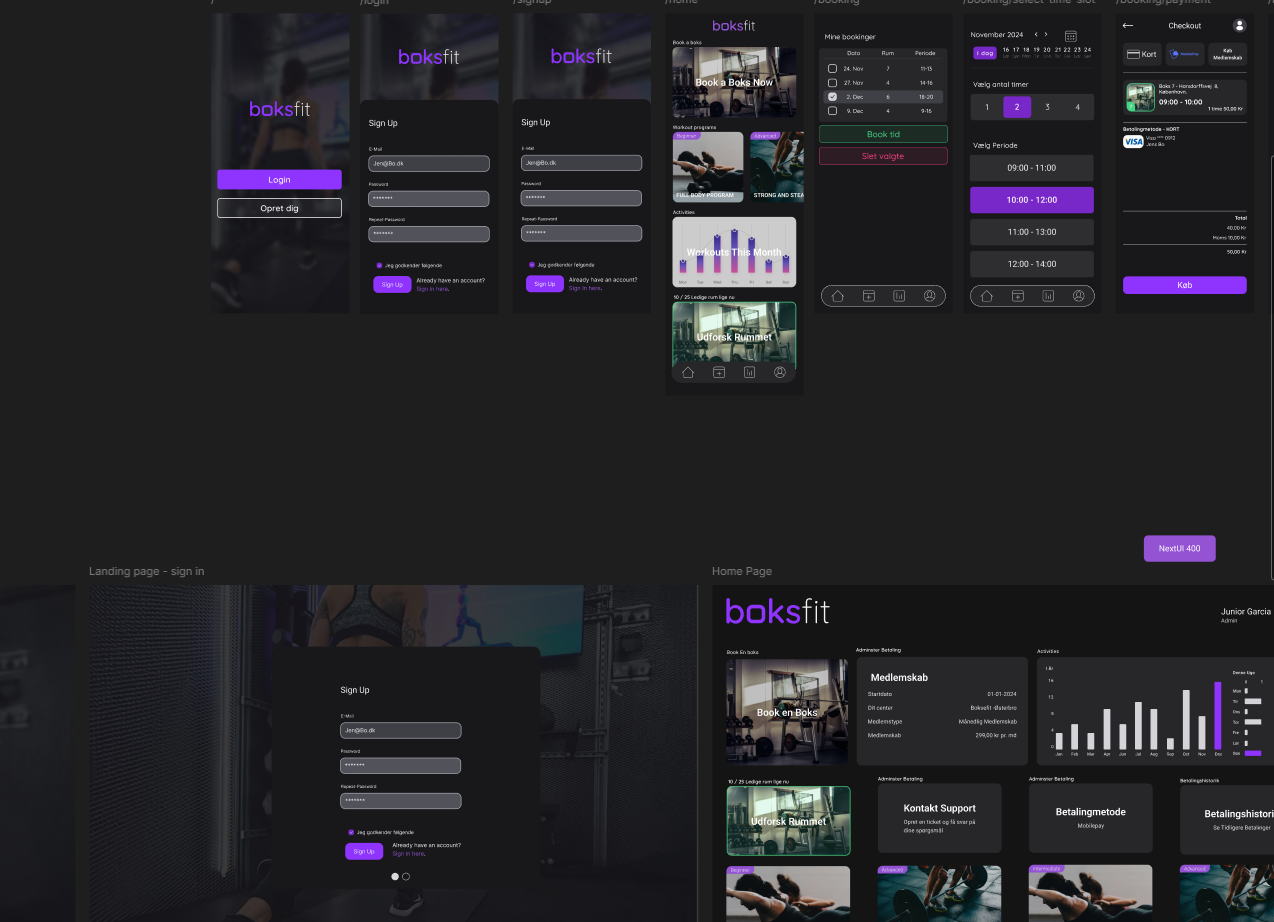 /
/login
/signup
/home
/booking
/booking/select-time-slot
/booking/payment
boksfit
Login
Opret dig
boksfit
Sign Up
E-Mail
Jen@Bo.dk
Password
*******
Repeat-Password
*******
Jeg godkender følgende
Sign Up
Already have an account?
Sign in here.
boksfit
Sign Up
E-Mail
Jen@Bo.dk
Password
*******
Repeat-Password
*******
Jeg godkender følgende
Sign Up
Already have an account?
Sign in here.
boksfit
Book a boks
Book a Boks Now
Workout programs
Beginner
FULL BODY PROGRAM
Advanced
STRONG AND STEA
Activities
Workouts This Month
Mon Tue Wed Thu Fri Sat Sun
10 / 25 Ledige rum lige nu
Udforsk Rummet
Mine bookinger
Dato Rum Periode
24. Nov 7 11-13
27. Nov 4 14-16
2. Dec 6 18-20
9. Dec 4 9-16
Book tid
Slet valgte
November 2024 < >
I dag
16 17 18 19 20 21 22 23 24
Vælg antal timer
1 2 3 4
Vælg Periode
09:00 - 11:00
10:00 - 12:00
11:00 - 13:00
12:00 - 14:00
Checkout
Kort
Køb
Medlemskab
Boks 7 - Hansdorffsvej 8,
København.
09:00 - 10:00
1 time 50,00 Kr
Betalingmetode - KORT
VISA
Visa **** 0912
Jens Bo
Total
40,00 Kr
Moms 10,00 Kr
50,00 Kr
Køb
NextUI 400
Landing page - sign in
Sign Up
E-Mail
Jen@Bo.dk
Password
*******
Repeat-Password
*******
Jeg godkender følgende
Sign Up
Already have an account?
Sign in here.
Home Page
boksfit
Junior Garcia
Admin
Book En boks
Book en Boks
Adminster Betaling
Medlemskab
Startdato 01-01-2024
Dit center Boksefit -Østerbro
Medlemstype Månedlig Medlemskab
Medlemskab 299,00 kr pr. md
Activities
I År
16
12
8
4
0
Jan Feb Mar Apr Jun Jul Aug Sep Oct Nov Dec
Denne Uge
0 1
Man
Tir
Ons
Tor
Fre
Lør
Søn
10 / 25 Ledige rum lige nu
Udforsk Rummet
Adminster Betaling
Kontakt Support
Opret en ticket og få svar på
dine spørgsmål
Adminster Betaling
Betalingmetode
Mobilepay
Betalingshistorik
Betalingshistori
Se Tidligere Betalinger
Beginner
Advanced
Intermediate
Advanced